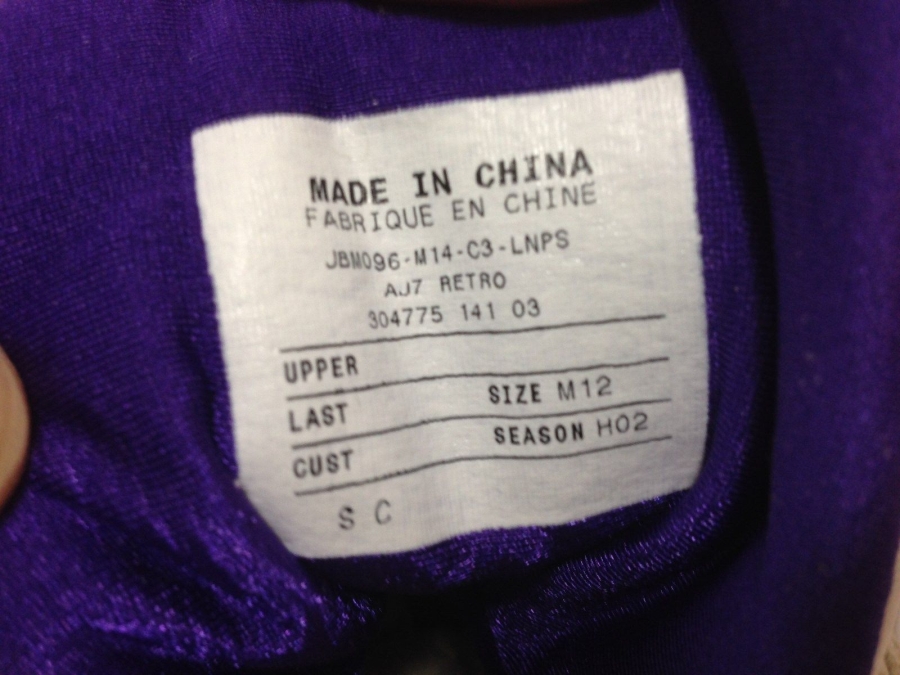 MADE IN CHINA
FABRIQUE EN CHINE
JBM096-M14-C3-LNPS
AJ7 RETRO
304775 141 03
UPPER
LAST SIZE M12
CUST SEASON HO2
S C